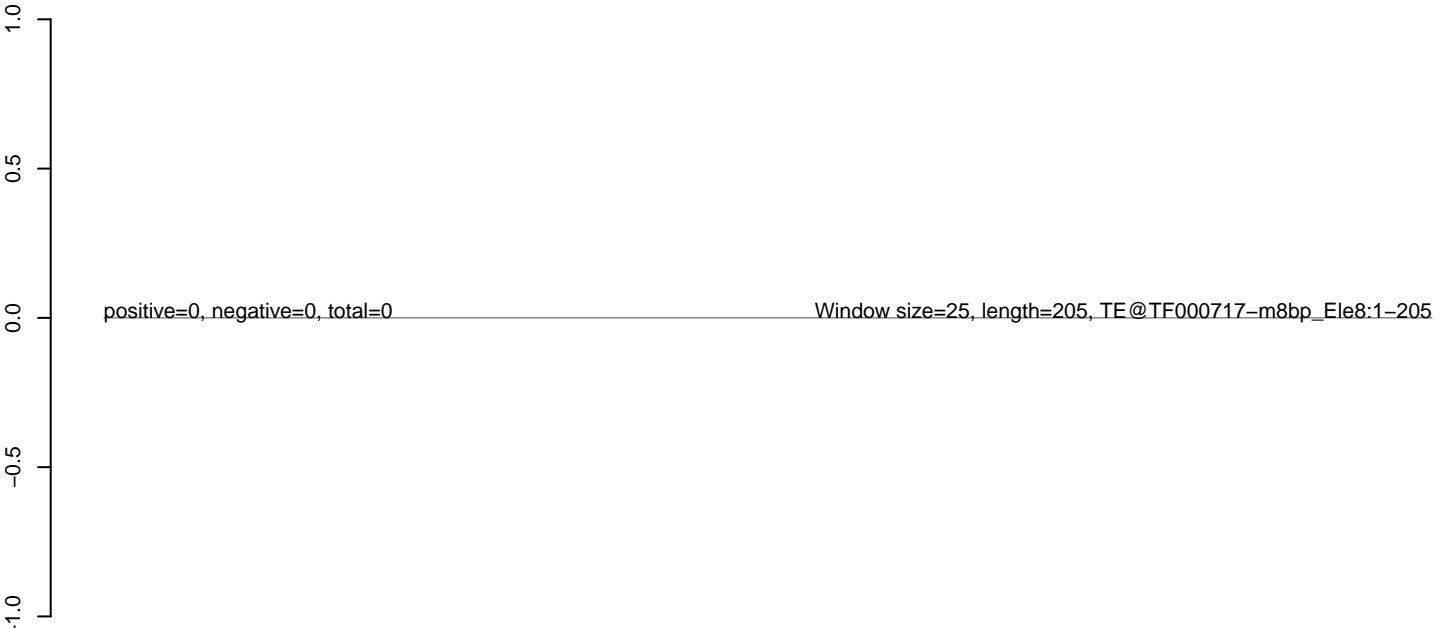 1.0
0.5
0.0
−0.5
−1.0
positive=0, negative=0, total=0
Window size=25, length=205, TE@TF000717−m8bp_Ele8:1−205